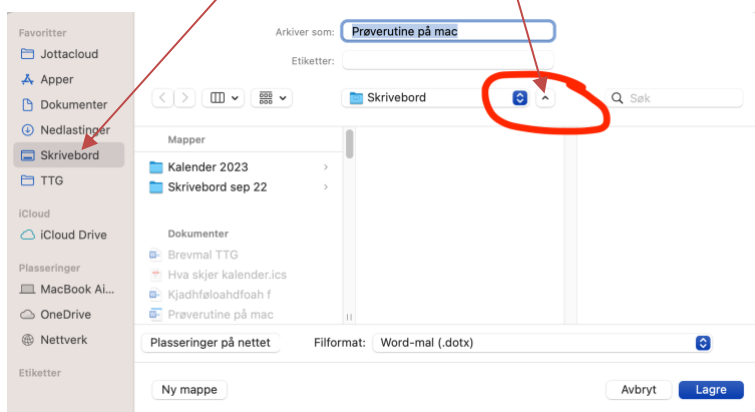 Favoritter
Jottacloud
Apper
Dokumenter
Nedlastinger
Skrivebord
TTG
iCloud
iCloud Drive
Plasseringer
MacBook Ai...
OneDrive
Nettverk
Etiketter
Arkiver som: Prøverutine på mac
Etiketter:
Skrivebord
Søk
Mapper
Kalender 2023
Skrivebord sep 22
Dokumenter
Brevmal TTG
Hva skjer kalender.ics
Kjadhføloahdfoah f
Prøverutine på mac
Plasseringer på nettet
Filformat: Word-mal (.dotx)
Ny mappe
Avbryt
Lagre